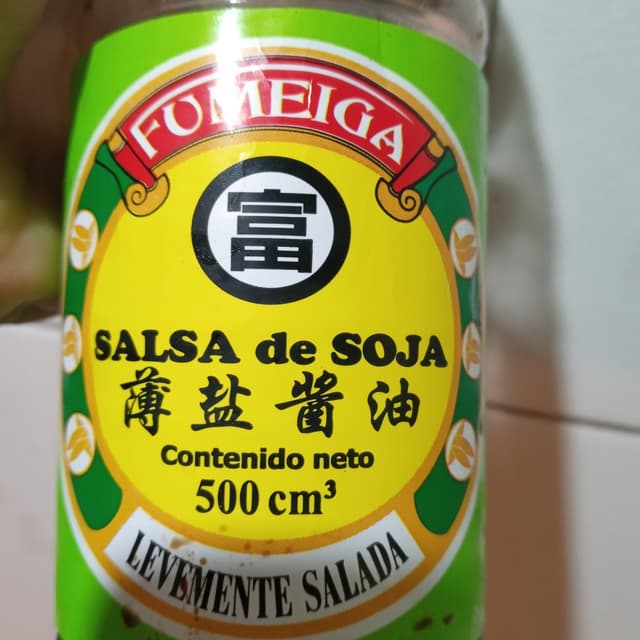 FUMEIGA
富
SALSA de SOJA
薄盐酱油
Contenido neto
500 cm³
LEVEMENTE SALADA